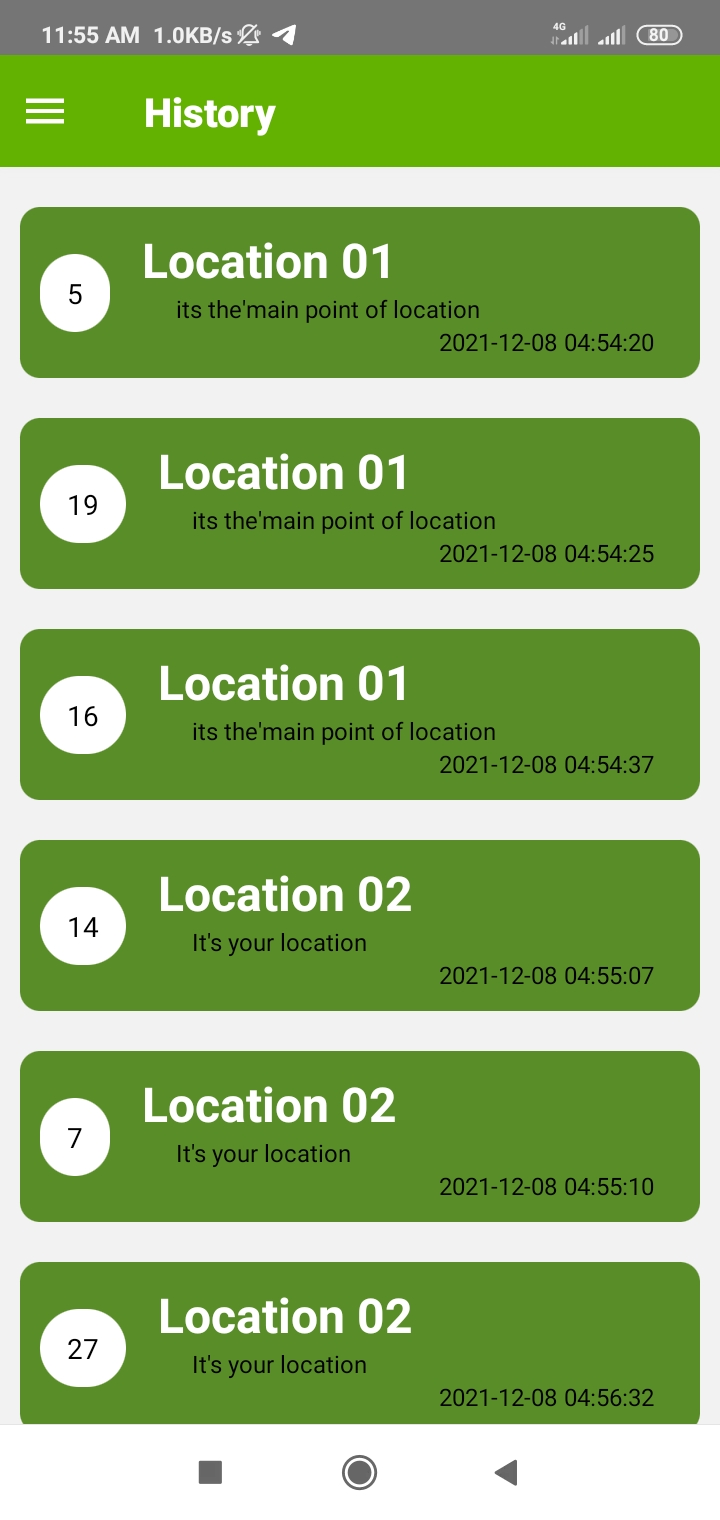 11:55 AM 1.0KB/s 4G 80
History
Location 01
5
its the'main point of location
2021-12-08 04:54:20
Location 01
19
its the'main point of location
2021-12-08 04:54:25
Location 01
16
its the'main point of location
2021-12-08 04:54:37
Location 02
14
It's your location
2021-12-08 04:55:07
Location 02
7
It's your location
2021-12-08 04:55:10
Location 02
27
It's your location
2021-12-08 04:56:32